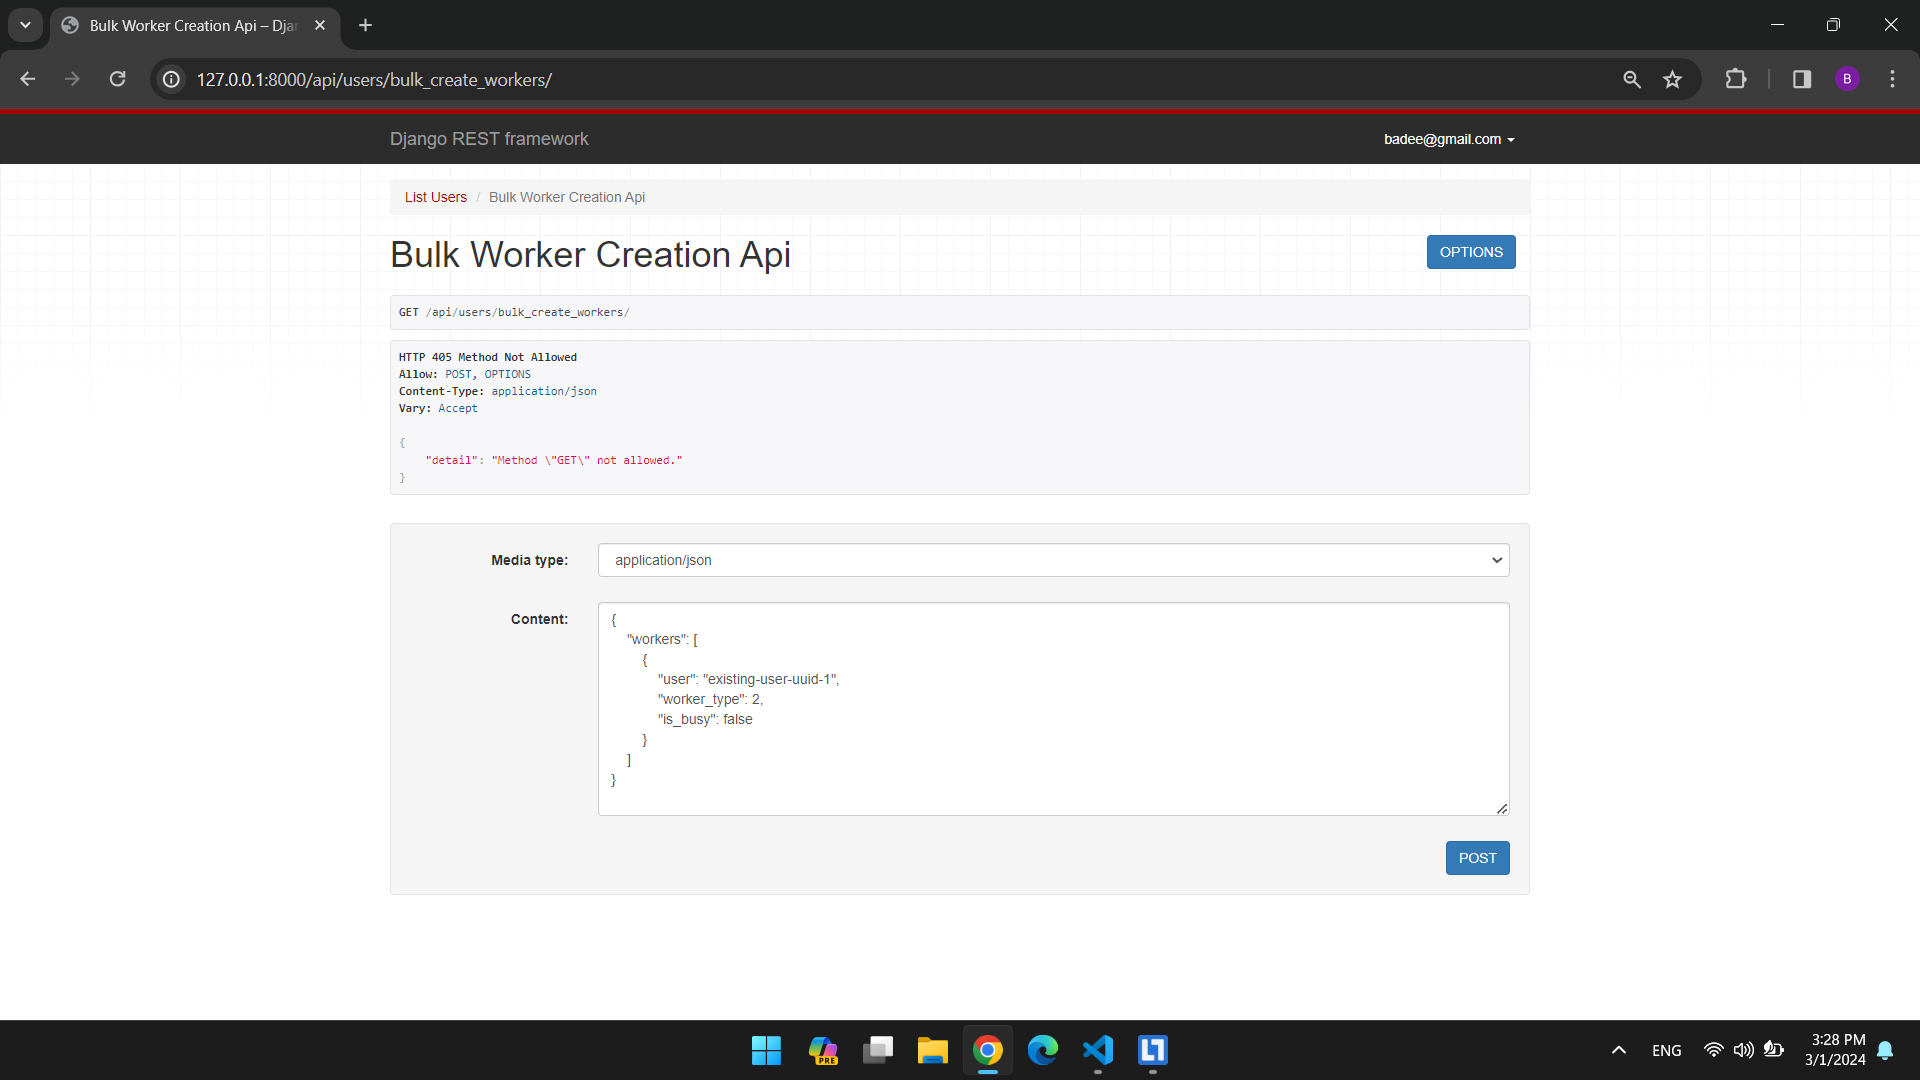 Bulk Worker Creation Api – Djan
127.0.0.1:8000/api/users/bulk_create_workers/
B
Django REST framework
badee@gmail.com
List Users / Bulk Worker Creation Api
Bulk Worker Creation Api
OPTIONS
GET /api/users/bulk_create_workers/
HTTP 405 Method Not Allowed
Allow: POST, OPTIONS
Content-Type: application/json
Vary: Accept
{
    "detail": "Method \"GET\" not allowed."
}
Media type:
application/json
Content:
{
    "workers": [
        {
            "user": "existing-user-uuid-1",
            "worker_type": 2,
            "is_busy": false
        }
    ]
}
POST
PRE
ENG
3:28 PM
3/1/2024